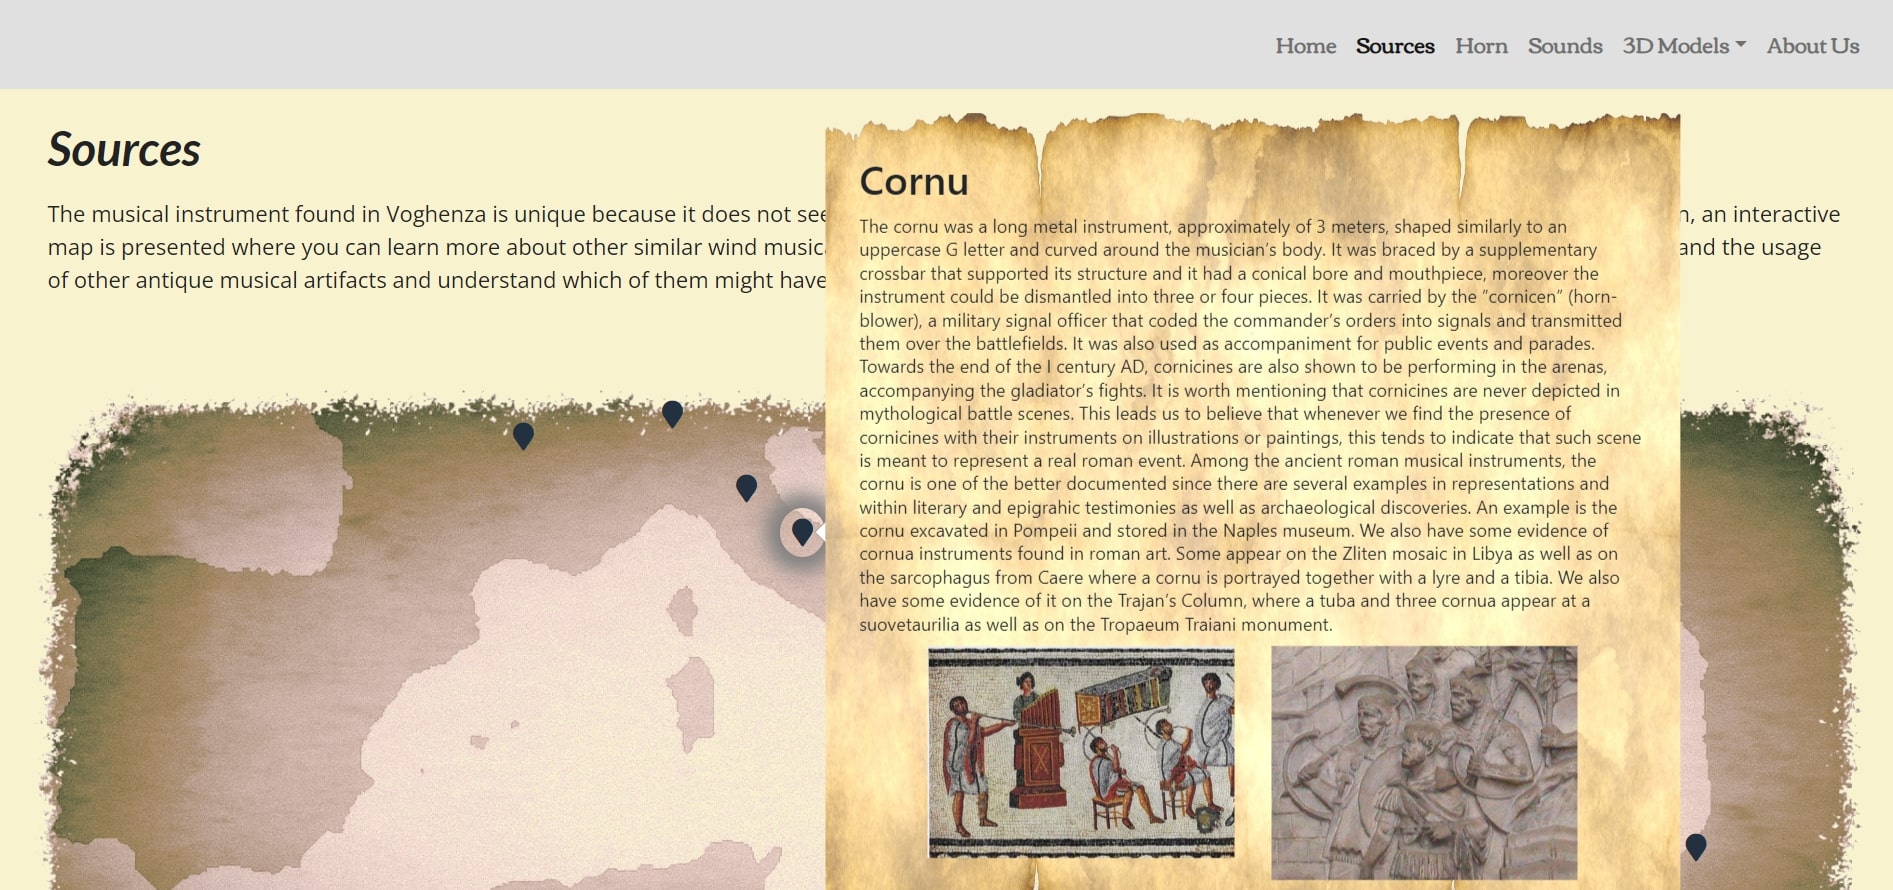 Home Sources Horn Sounds 3D Models About Us
Sources
The musical instrument found in Voghenza is unique because it does not
map is presented where you can learn more about other similar wind
of other antique musical artifacts and understand which of them might have
an interactive
and the usage
Cornu
The cornu was a long metal instrument, approximately of 3 meters, shaped similarly to an
uppercase G letter and curved around the musician's body. It was braced by a supplementary
crossbar that supported its structure and it had a conical bore and mouthpiece, moreover the
instrument could be dismantled into three or four pieces. It was carried by the "cornicen" (horn-
blower), a military signal officer that coded the commander's orders into signals and transmitted
them over the battlefields. It was also used as accompaniment for public events and parades.
Towards the end of the I century AD, cornicines are also shown to be performing in the arenas,
accompanying the gladiator's fights. It is worth mentioning that cornicines are never depicted in
mythological battle scenes. This leads us to believe that whenever we find the presence of
cornicines with their instruments on illustrations or paintings, this tends to indicate that such scene
is meant to represent a real roman event. Among the ancient roman musical instruments, the
cornu is one of the better documented since there are several examples in representations and
within literary and epigrahic testimonies as well as archaeological discoveries. An example is the
cornu excavated in Pompeii and stored in the Naples museum. We also have some evidence of
cornua instruments found in roman art. Some appear on the Zliten mosaic in Libya as well as on
the sarcophagus from Caere where a cornu is portrayed together with a lyre and a tibia. We also
have some evidence of it on the Trajan's Column, where a tuba and three cornua appear at a
suovetaurilia as well as on the Tropaeum Traiani monument.